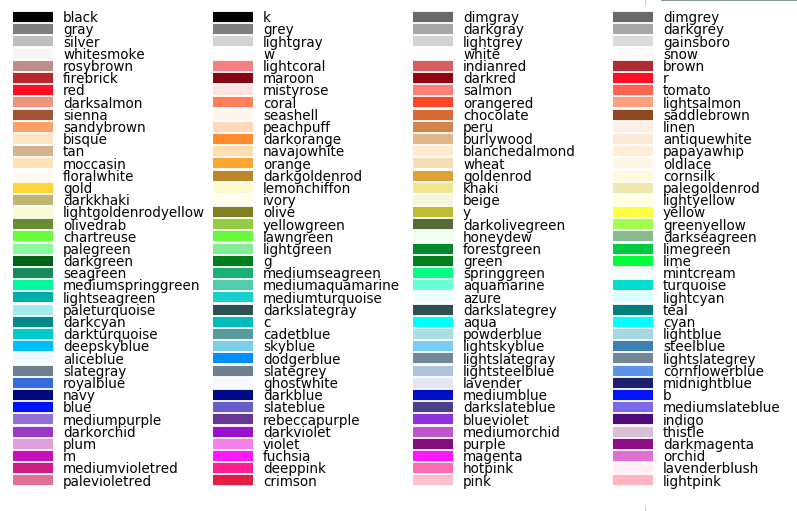 black k dimgray dimgrey
gray grey darkgray darkgrey
silver lightgray lightgrey gainsboro
whitesmoke w white snow
rosybrown lightcoral indianred brown
firebrick maroon darkred r
red mistyrose salmon tomato
darksalmon coral orangered lightsalmon
sienna seashell chocolate saddlebrown
sandybrown peachpuff peru linen
bisque darkorange burlywood antiquewhite
tan navajowhite blanchedalmond papayawhip
moccasin orange wheat oldlace
floralwhite darkgoldenrod goldenrod cornsilk
gold lemonchiffon khaki palegoldenrod
darkkhaki ivory beige lightyellow
lightgoldenrodyellow olive y yellow
olivedrab yellowgreen darkolivegreen greenyellow
chartreuse lawngreen honeydew darkseagreen
palegreen lightgreen forestgreen limegreen
darkgreen g green lime
seagreen mediumseagreen springgreen mintcream
mediumspringgreen mediumaquamarine aquamarine turquoise
lightseagreen mediumturquoise azure lightcyan
paleturquoise darkslategray darkslategrey teal
darkcyan c aqua cyan
darkturquoise cadetblue powderblue lightblue
deepskyblue skyblue lightskyblue steelblue
aliceblue dodgerblue lightslategray lightslategrey
slategray slategrey lightsteelblue cornflowerblue
royalblue ghostwhite lavender midnightblue
navy darkblue mediumblue b
blue slateblue darkslateblue mediumslateblue
mediumpurple rebeccapurple blueviolet indigo
darkorchid darkviolet mediumorchid thistle
plum violet purple darkmagenta
m fuchsia magenta orchid
mediumvioletred deeppink hotpink lavenderblush
palevioletred crimson pink lightpink